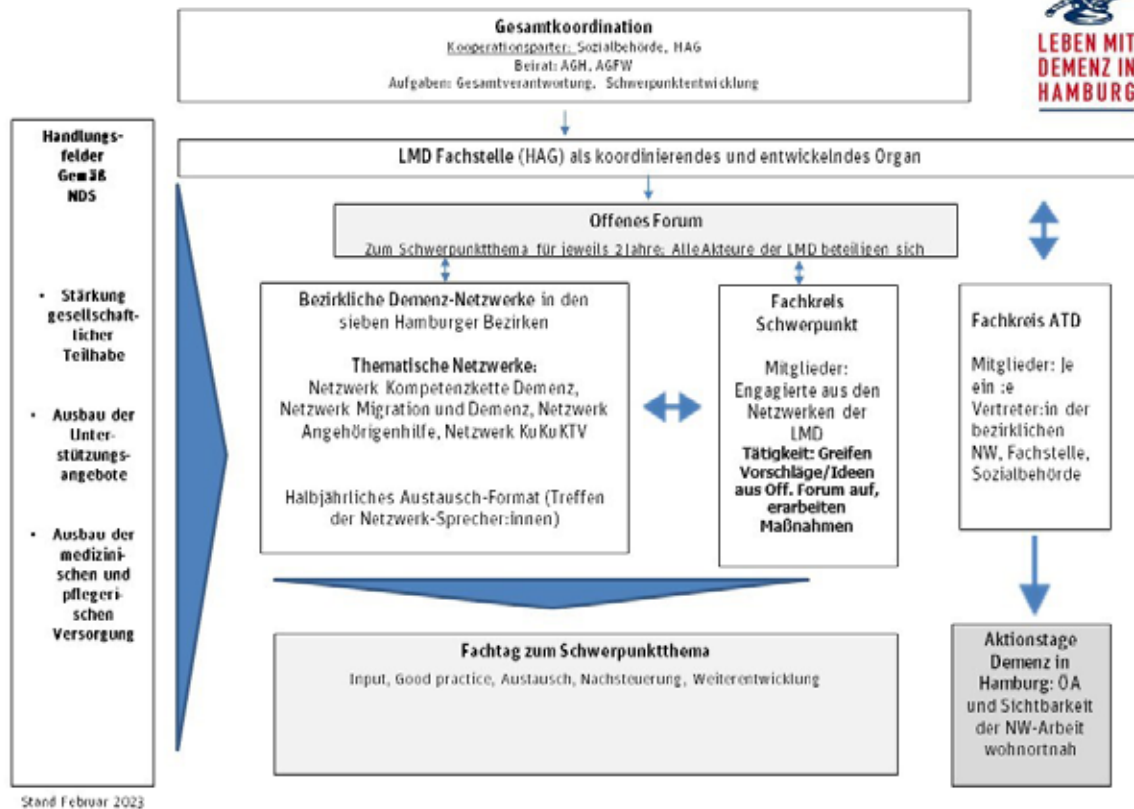 Gesamtkoordination
Kooperationsparter: Sozialbehörde, HAG
Beirat: AGH, AGFW
Aufgaben: Gesamtverantwortung, Schwerpunktentwicklung
LEBEN MIT
DEMENZ IN
HAMBURG
Handlungs-
felder
Gemäß
NDS
• Stärkung
gesellschaft-
licher
Teilhabe
• Ausbau der
Unter-
stützungs-
angebote
• Ausbau der
medizini-
schen und
pflegeri-
schen
Versorgung
LMD Fachstelle (HAG) als koordinierendes und entwickelndes Organ
Offenes Forum
Zum Schwerpunktthema für jeweils 2 Jahre; Alle Akteure der LMD beteiligen sich
Bezirkliche Demenz-Netzwerke in den
sieben Hamburger Bezirken
Thematische Netzwerke:
Netzwerk Kompetenzkette Demenz,
Netzwerk Migration und Demenz, Netzwerk
Angehörigenhilfe, Netzwerk KuKuKTV
Halbjährliches Austausch-Format (Treffen
der Netzwerk-Sprecher:innen)
Fachkreis
Schwerpunkt
Mitglieder:
Engagierte aus den
Netzwerken der
LMD
Tätigkeit: Greifen
Vorschläge/Ideen
aus Off. Forum auf,
erarbeiten
Maßnahmen
Fachkreis ATD
Mitglieder: Je
ein :e
Vertreter:in der
bezirklichen
NW, Fachstelle,
Sozialbehörde
Fachtag zum Schwerpunktthema
Input, Good practice, Austausch, Nachsteuerung, Weiterentwicklung
Aktionstage
Demenz in
Hamburg: ÖA
und Sichtbarkeit
der NW-Arbeit
wohnortnah
Stand Februar 2023